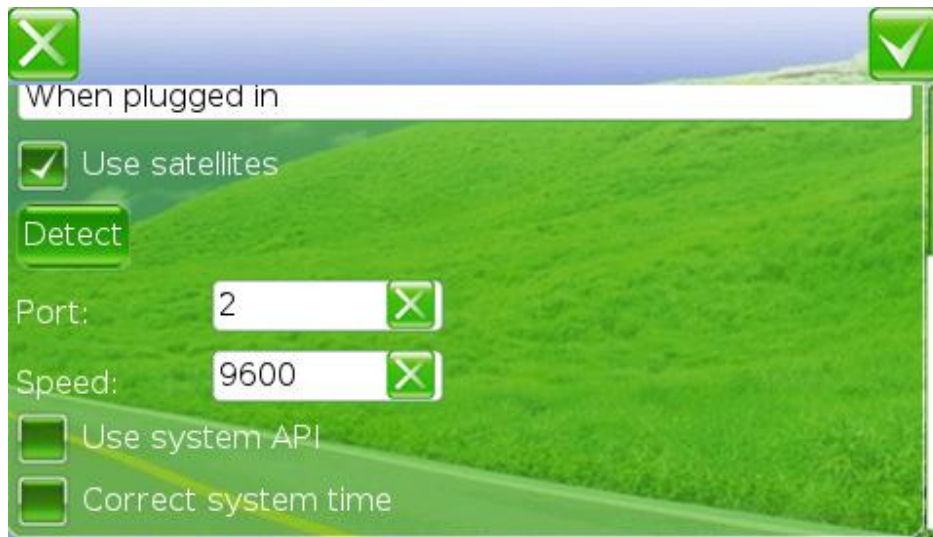 When plugged in
Use satellites
Detect
Port: 2
Speed: 9600
Use system API
Correct system time